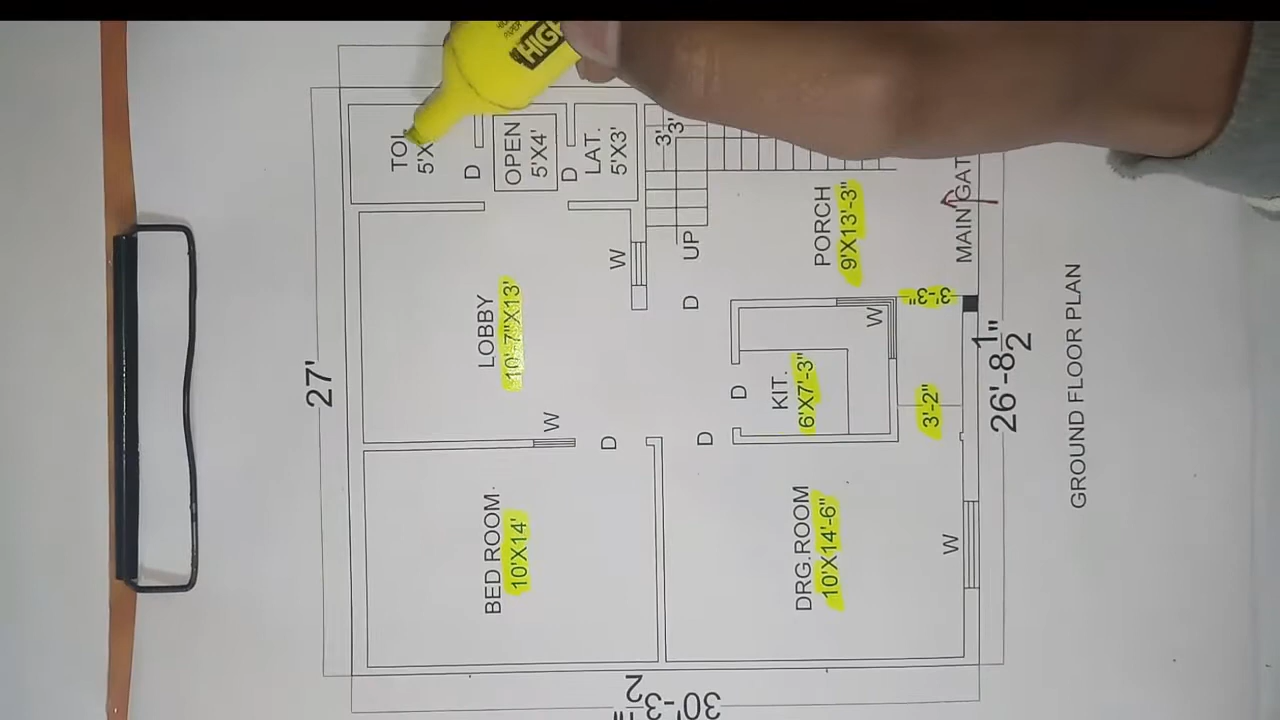 27'
5'X
D
OPEN
5'X4'
D
LAT.
5'X3'
3'
3'
LOBBY
10'-7"X13'
W
UP
D
PORCH
9'X13'-3"
MAIN GAT
W
D
KIT.
6'X7'-3"
W
3'-3"
3'-2"
26'-8 1/2"
D
D
BED ROOM
10'X14'
DRG.ROOM
10'X14'-6"
W
30'-3 1/2"
GROUND FLOOR PLAN
HIGH